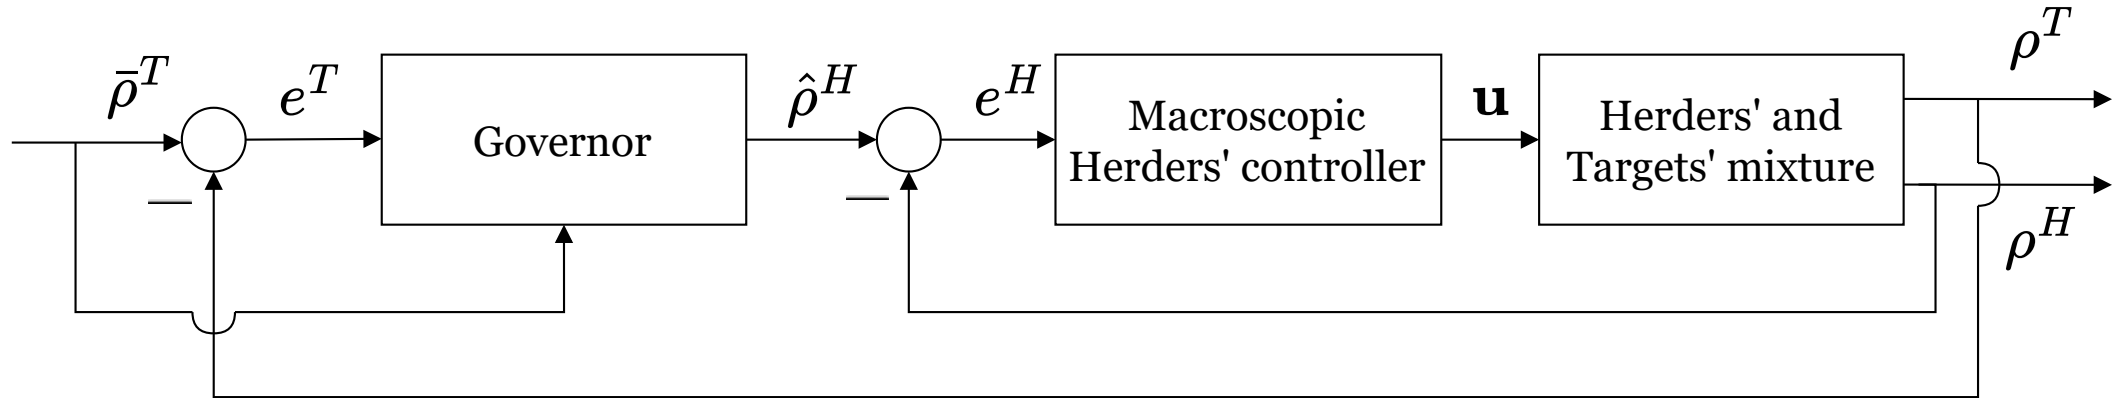 ρ̄^T
e^T
Governor
ρ̂^H
e^H
Macroscopic
Herders' controller
u
Herders' and
Targets' mixture
ρ^T
ρ^H
—
—